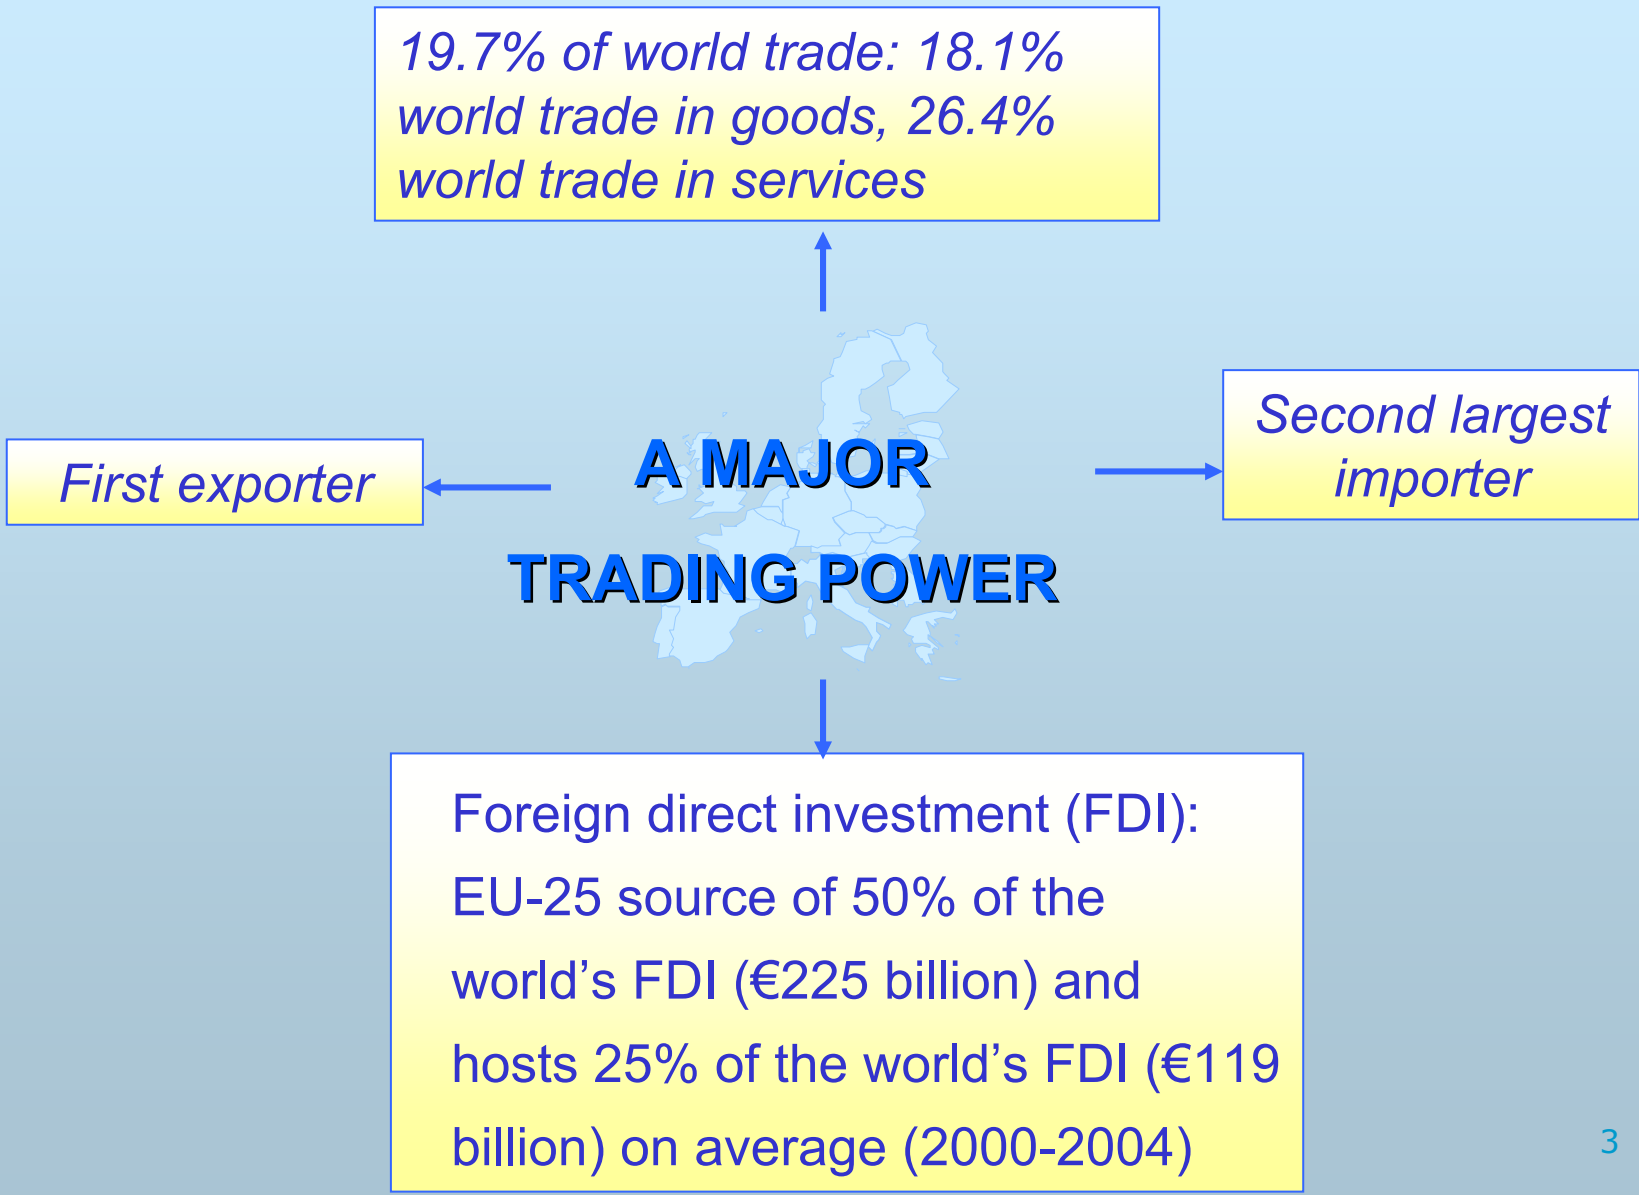 19.7% of world trade: 18.1%
world trade in goods, 26.4%
world trade in services
Second largest
importer
First exporter
A MAJOR
TRADING POWER
Foreign direct investment (FDI):
EU-25 source of 50% of the
world’s FDI (€225 billion) and
hosts 25% of the world’s FDI (€119
billion) on average (2000-2004)
3